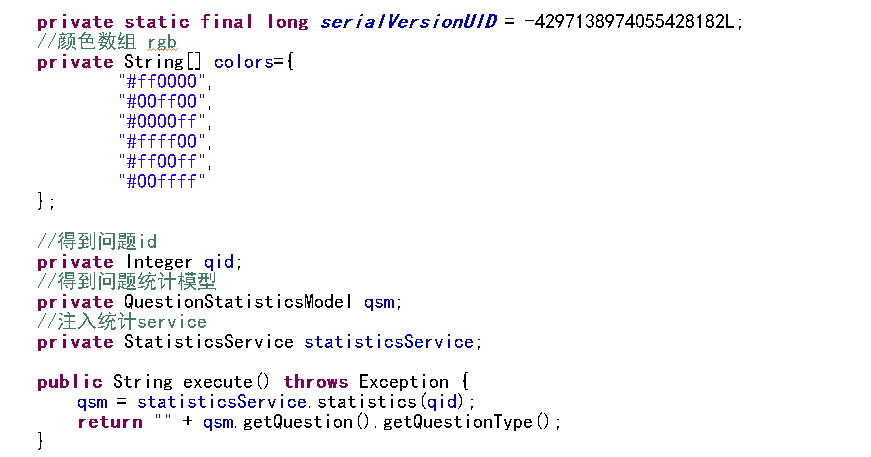 private static final long serialVersionUID = -4297138974055428182L;
//颜色数组 rgb
private String[] colors={
"#ff0000",
"#00ff00",
"#0000ff",
"#ffff00",
"#ff00ff",
"#00ffff"
};
//得到问题id
private Integer qid;
//得到问题统计模型
private QuestionStatisticsModel qsm;
//注入统计service
private StatisticsService statisticsService;
public String execute() throws Exception {
qsm = statisticsService.statistics(qid);
return "" + qsm.getQuestion().getQuestionType();
}